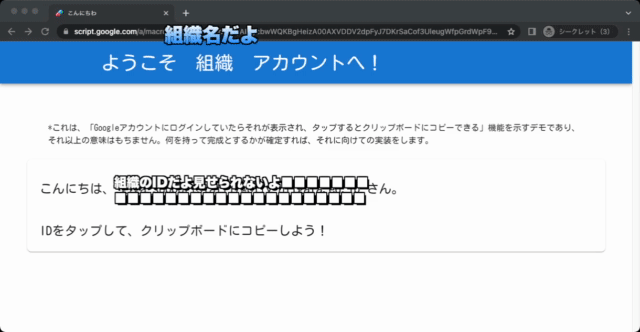 こんにちわ
script.google.com/a/macro
組織名だよ
シークレット (3)
ようこそ 組織 アカウントへ！
*これは、「Googleアカウントにログインしていたらそれが表示され、タップするとクリップボードにコピーできる」機能を示すデモであり、
それ以上の意味はもちません。何を持って完成とするかが確定すれば、それに向けての実装をします。
こんにちは、組織のIDだよ見せられないよ□□□□□□□さん。
IDをタップして、クリップボードにコピーしよう！